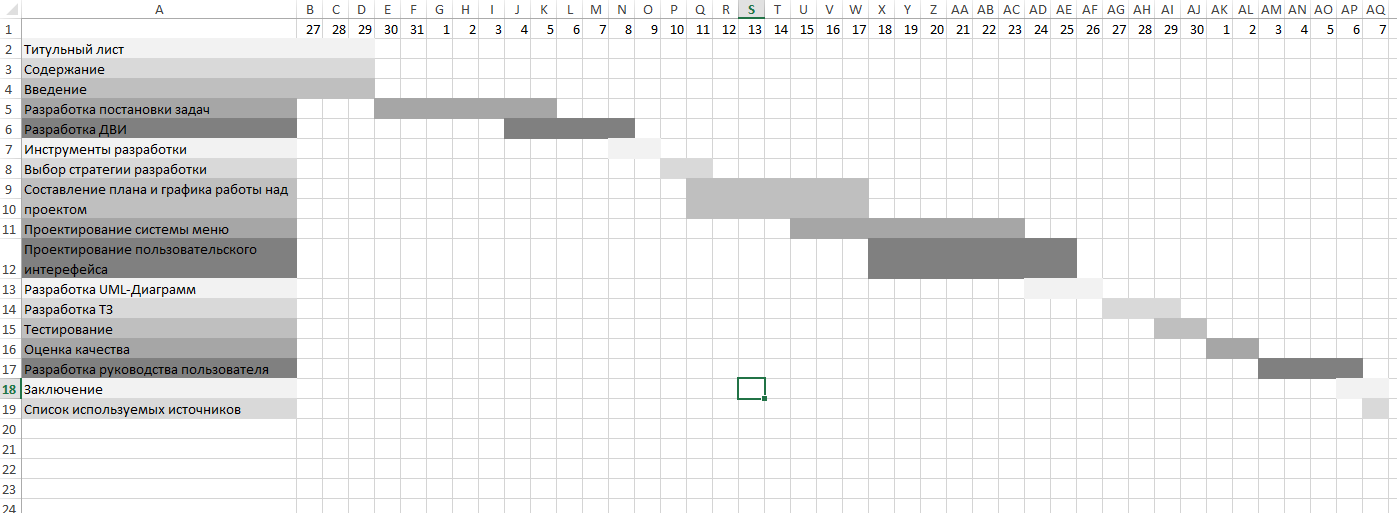 A B C D E F G H I J K L M N O P Q R S T U V W X Y Z AA AB AC AD AE AF AG AH AI AJ AK AL AM AN AO AP AQ
1 27 28 29 30 31 1 2 3 4 5 6 7 8 9 10 11 12 13 14 15 16 17 18 19 20 21 22 23 24 25 26 27 28 29 30 1 2 3 4 5 6 7
2 Титульный лист
3 Содержание
4 Введение
5 Разработка постановки задач
6 Разработка ДВИ
7 Инструменты разработки
8 Выбор стратегии разработки
9 Составление плана и графика работы над
10 проектом
11 Проектирование системы меню
Проектирование пользовательского
12 интерефейса
13 Разработка UML-Диаграмм
14 Разработка ТЗ
15 Тестирование
16 Оценка качества
17 Разработка руководства пользователя
18 Заключение
19 Список используемых источников
20
21
22
23
24